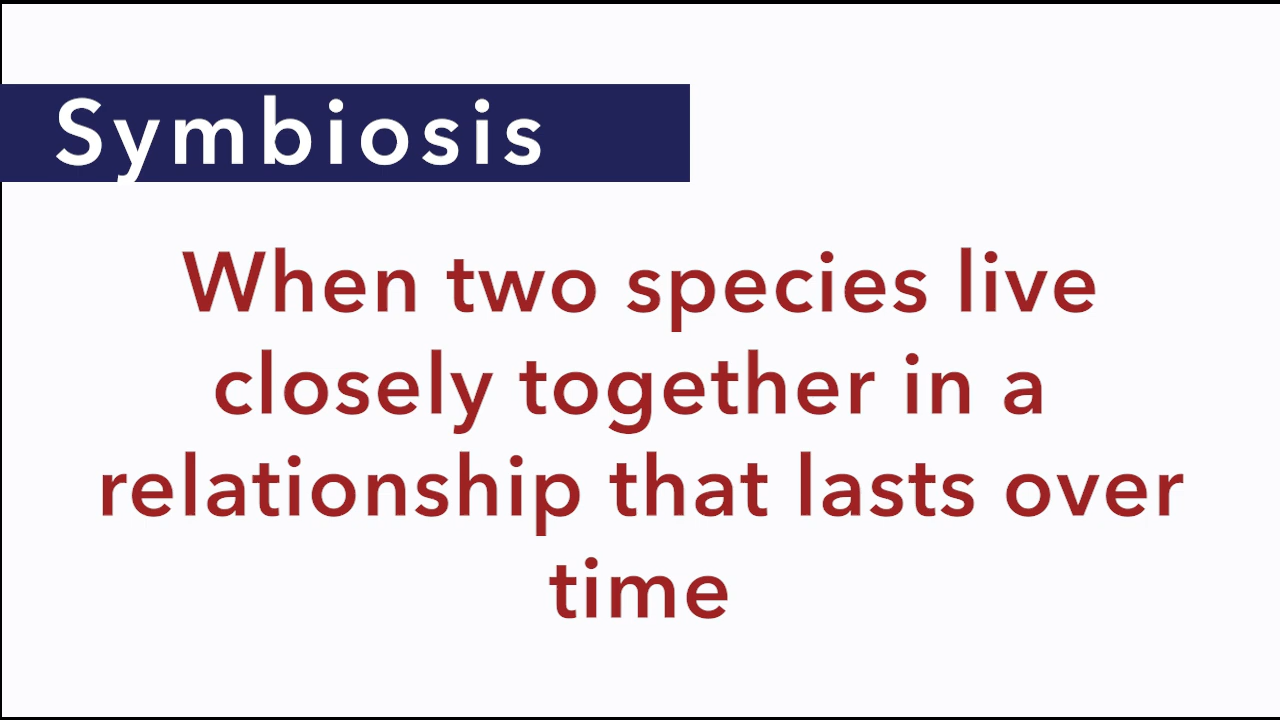 Symbiosis
When two species live
closely together in a
relationship that lasts over
time